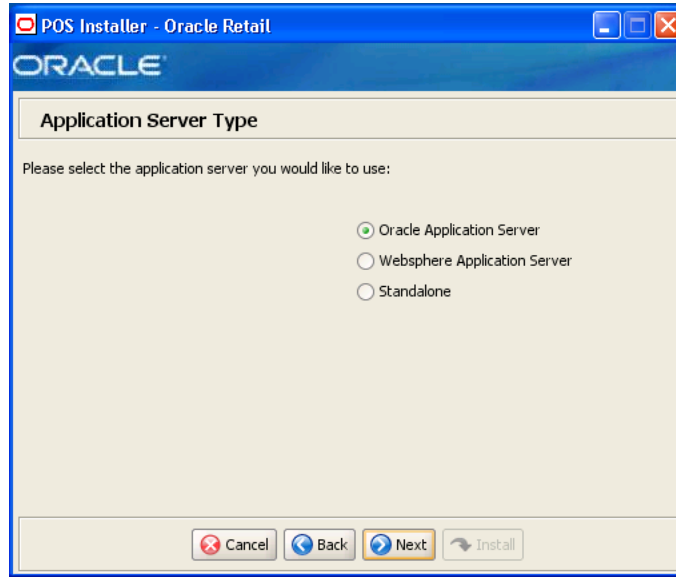 POS Installer - Oracle Retail
ORACLE
Application Server Type
Please select the application server you would like to use:
Oracle Application Server
Websphere Application Server
Standalone
Cancel
Back
Next
Install